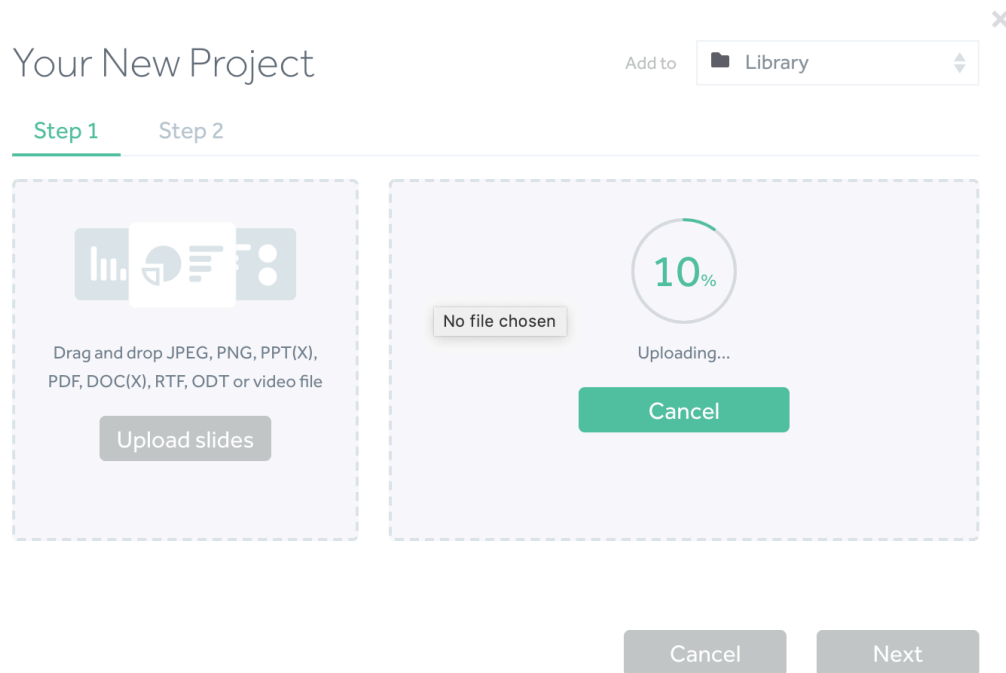 Your New Project
Add to
Library
Step 1
Step 2
Drag and drop JPEG, PNG, PPT(X),
PDF, DOC(X), RTF, ODT or video file
Upload slides
10%
No file chosen
Uploading...
Cancel
Cancel
Next